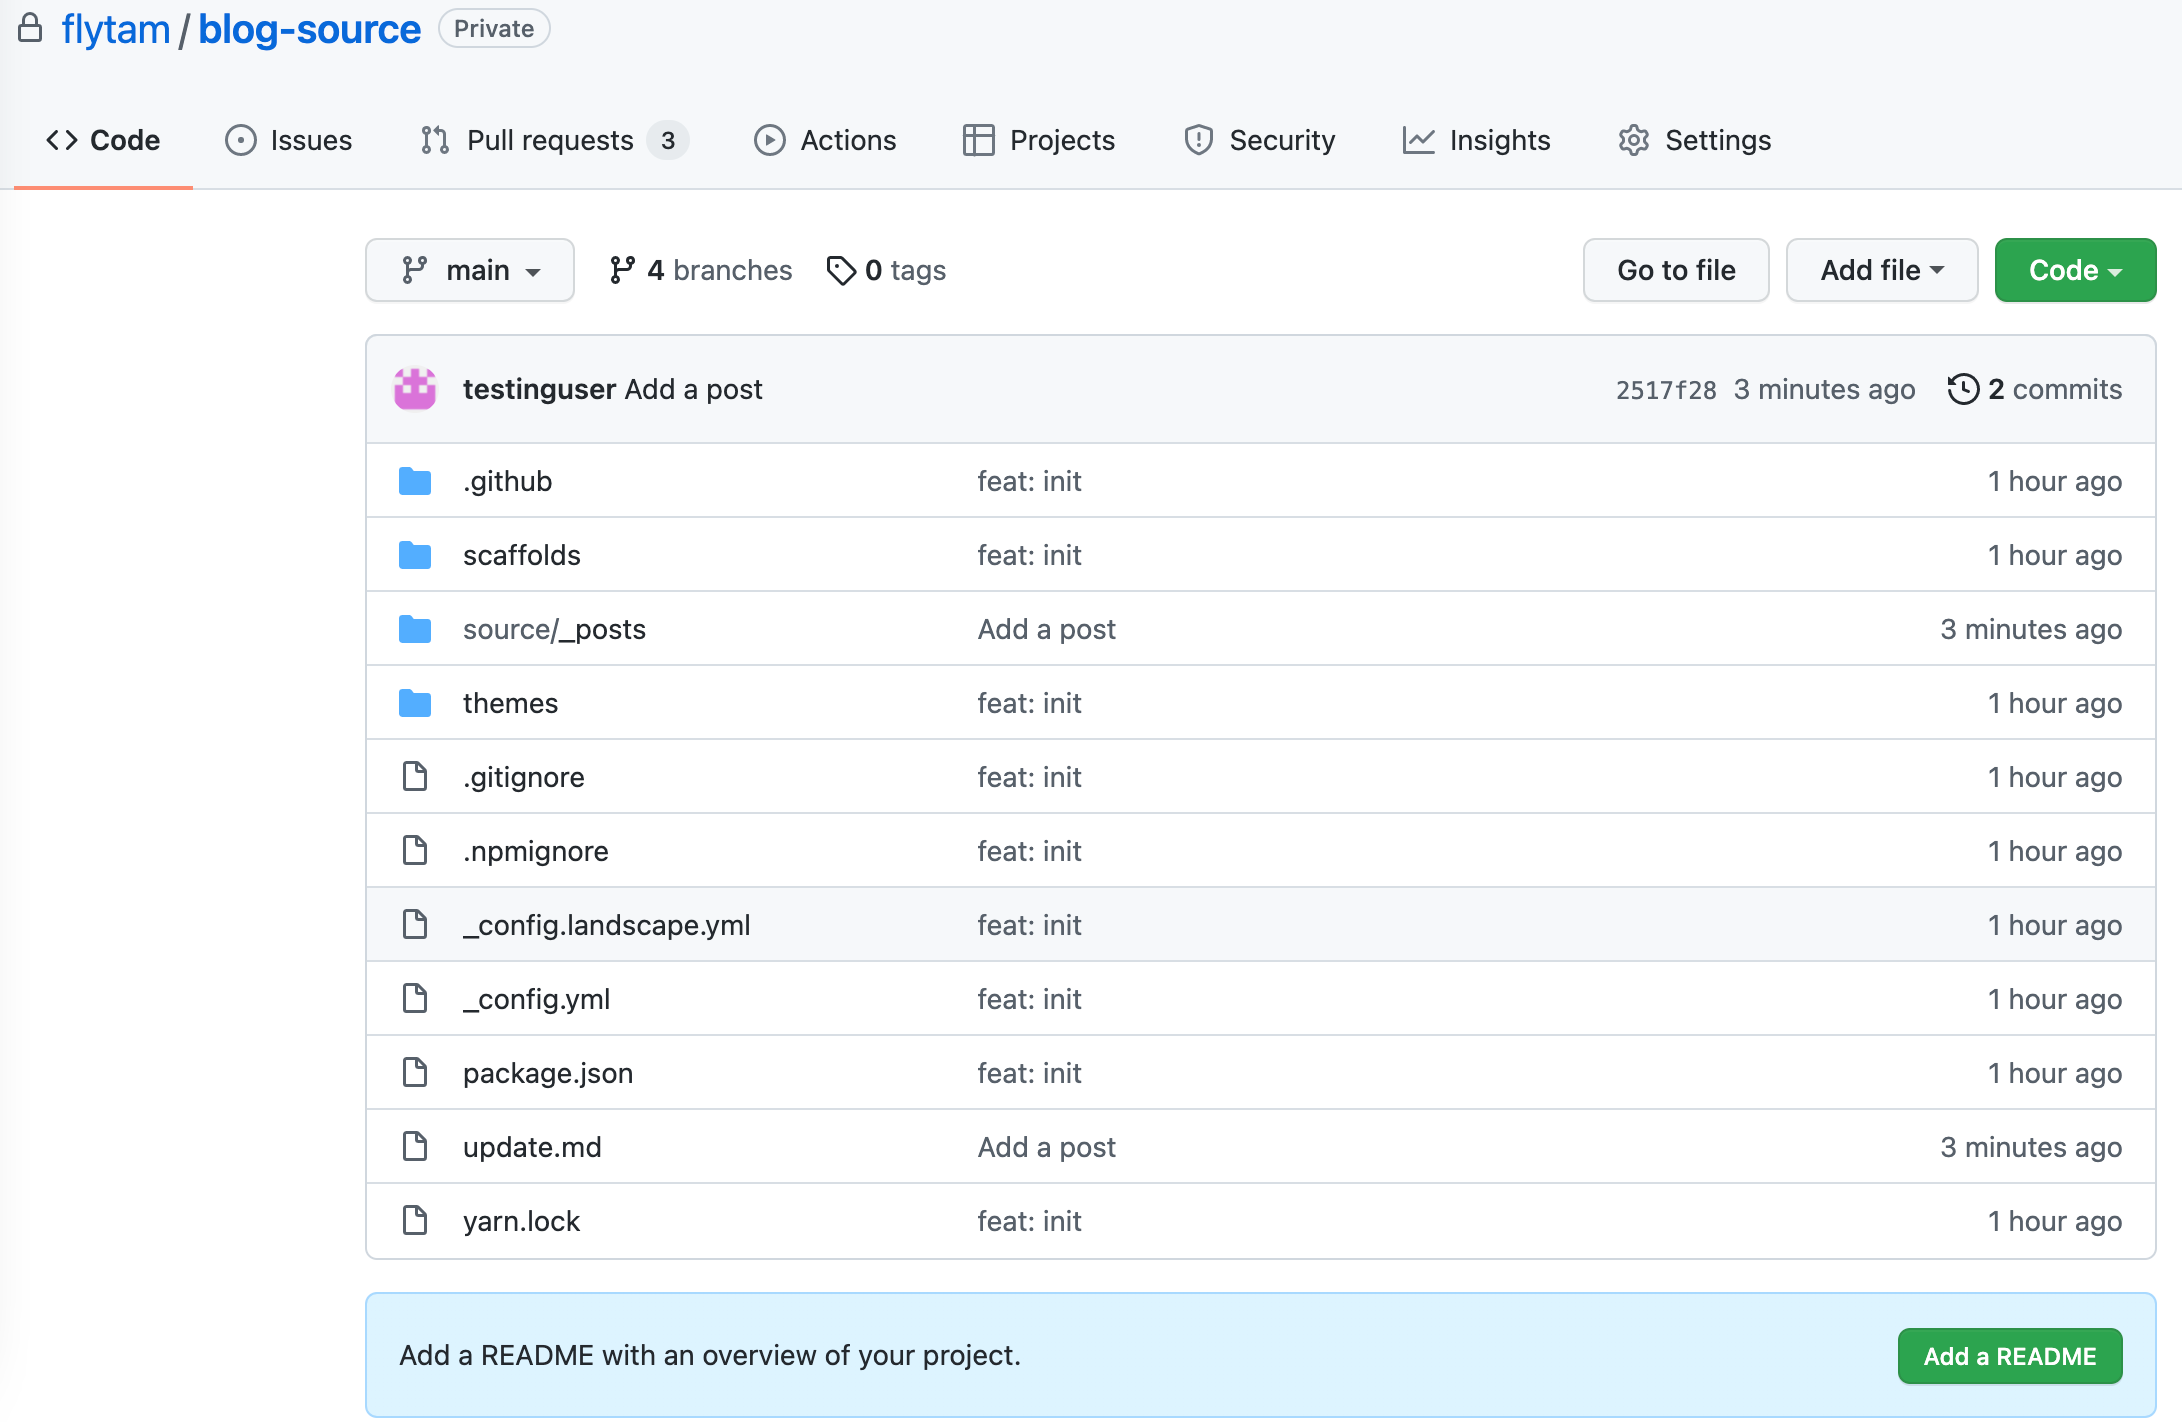 flytam / blog-source Private
Code Issues Pull requests 3 Actions Projects Security Insights Settings
main 4 branches 0 tags Go to file Add file Code
testinguser Add a post 2517f28 3 minutes ago 2 commits
.github feat: init 1 hour ago
scaffolds feat: init 1 hour ago
source/_posts Add a post 3 minutes ago
themes feat: init 1 hour ago
.gitignore feat: init 1 hour ago
.npmignore feat: init 1 hour ago
_config.landscape.yml feat: init 1 hour ago
_config.yml feat: init 1 hour ago
package.json feat: init 1 hour ago
update.md Add a post 3 minutes ago
yarn.lock feat: init 1 hour ago
Add a README with an overview of your project. Add a README